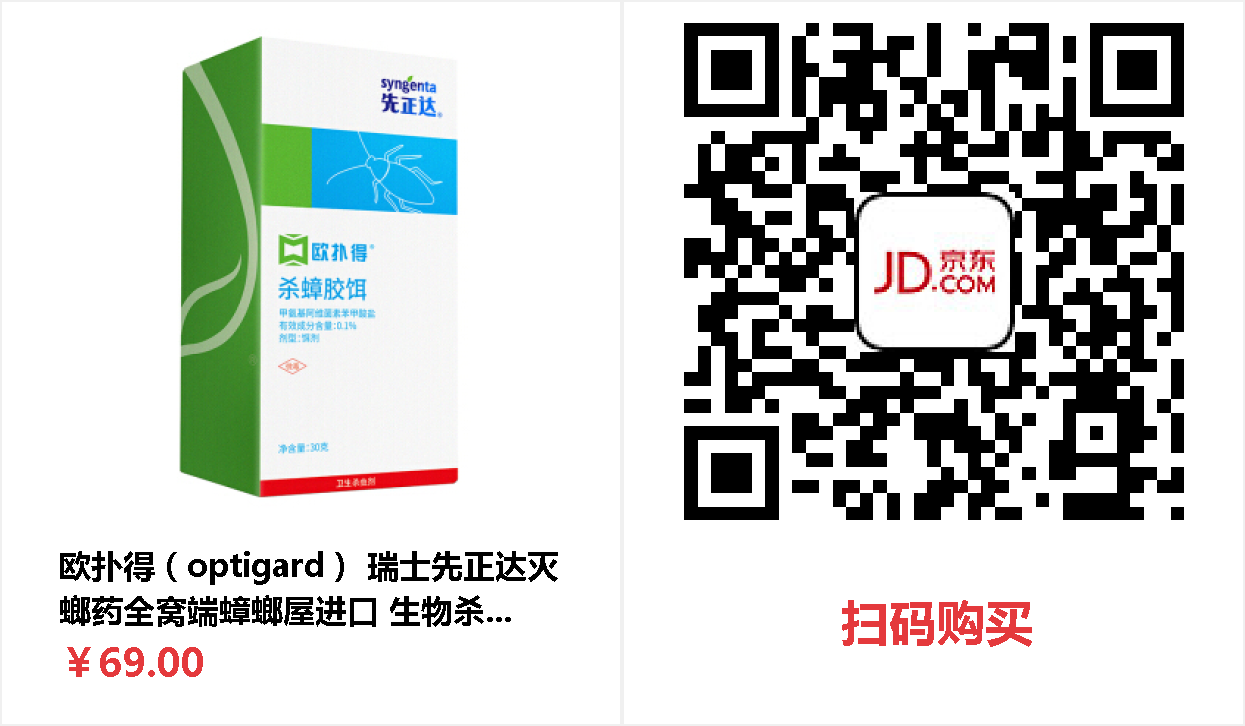 syngenta
先正达®
欧扑得®
杀蟑胶饵
甲氨基阿维菌素苯甲酸盐
有效成分含量:0.1%
剂型:饵剂
微毒
净含量:30克
卫生杀虫剂
欧扑得（optigard） 瑞士先正达灭
螂药全窝端蟑螂屋进口 生物杀...
￥69.00
JD.COM
京东
扫码购买